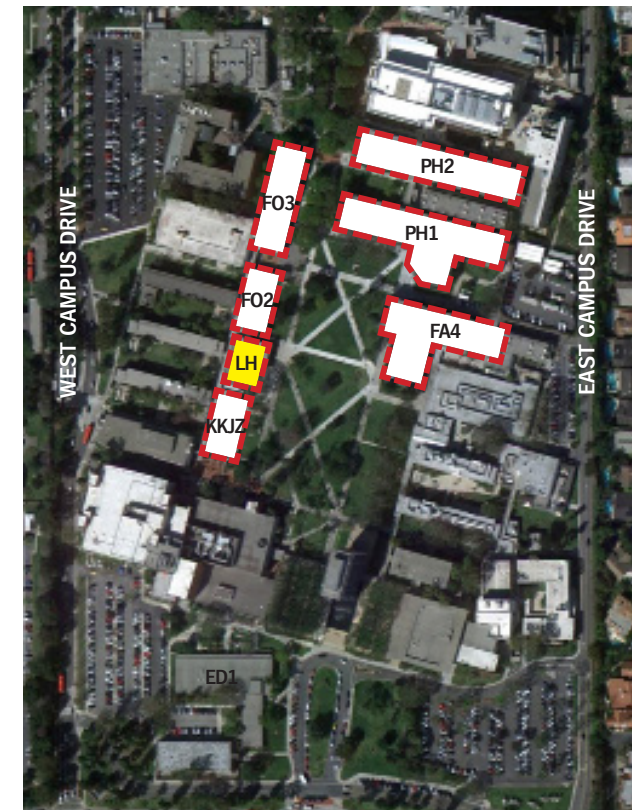 PH2
FO3
PH1
WEST CAMPUS DRIVE
EAST CAMPUS DRIVE
FO2
FA4
LH
KKJZ
ED1